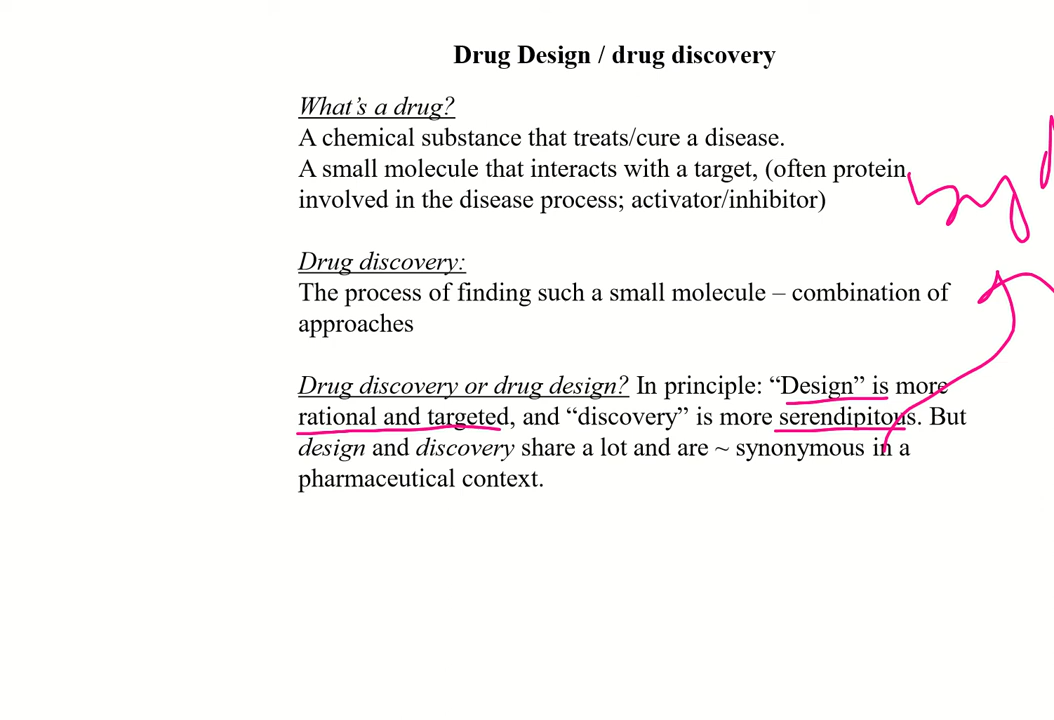 Drug Design / drug discovery
What's a drug?
A chemical substance that treats/cure a disease.
A small molecule that interacts with a target, (often protein,
involved in the disease process; activator/inhibitor)
Drug discovery:
The process of finding such a small molecule – combination of
approaches
Drug discovery or drug design? In principle: “Design” is more
rational and targeted, and “discovery” is more serendipitous. But
design and discovery share a lot and are ~ synonymous in a
pharmaceutical context.